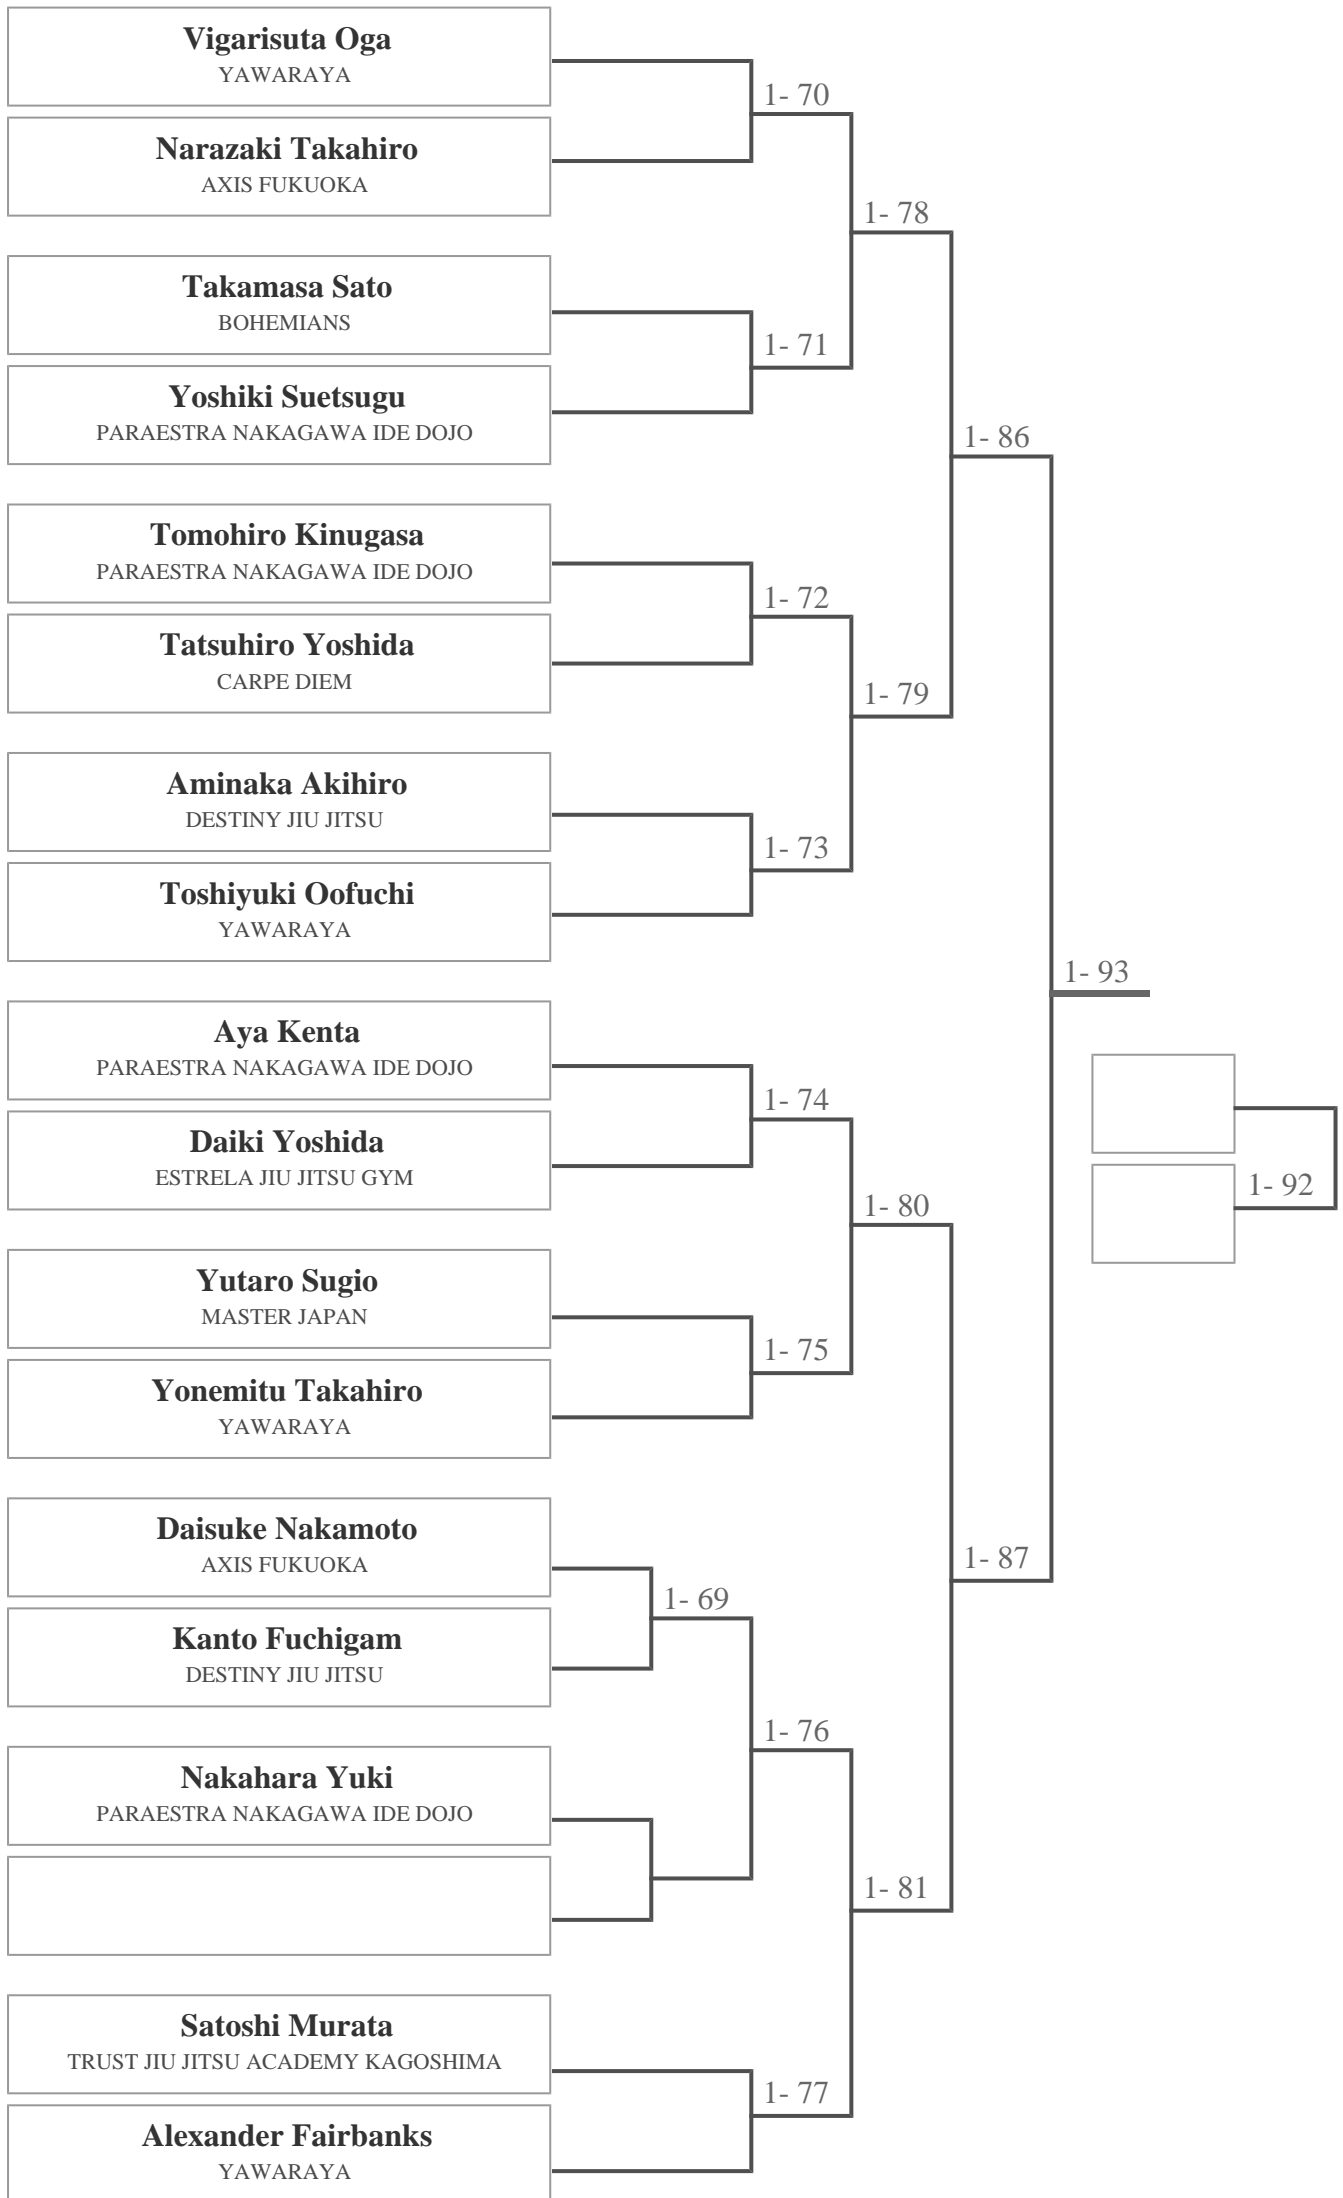 Vigarisuta Oga
YAWARAYA
1- 70
Narazaki Takahiro
AXIS FUKUOKA
1- 78
Takamasa Sato
BOHEMIANS
1- 71
Yoshiki Suetsugu
PARAESTRA NAKAGAWA IDE DOJO
1- 86
Tomohiro Kinugasa
PARAESTRA NAKAGAWA IDE DOJO
1- 72
Tatsuhiro Yoshida
CARPE DIEM
1- 79
Aminaka Akihiro
DESTINY JIU JITSU
1- 73
Toshiyuki Oofuchi
YAWARAYA
1- 93
Aya Kenta
PARAESTRA NAKAGAWA IDE DOJO
1- 74
Daiki Yoshida
ESTRELA JIU JITSU GYM
1- 92
1- 80
Yutaro Sugio
MASTER JAPAN
1- 75
Yonemitu Takahiro
YAWARAYA
Daisuke Nakamoto
AXIS FUKUOKA
1- 87
1- 69
Kanto Fuchigam
DESTINY JIU JITSU
1- 76
Nakahara Yuki
PARAESTRA NAKAGAWA IDE DOJO
1- 81
Satoshi Murata
TRUST JIU JITSU ACADEMY KAGOSHIMA
1- 77
Alexander Fairbanks
YAWARAYA